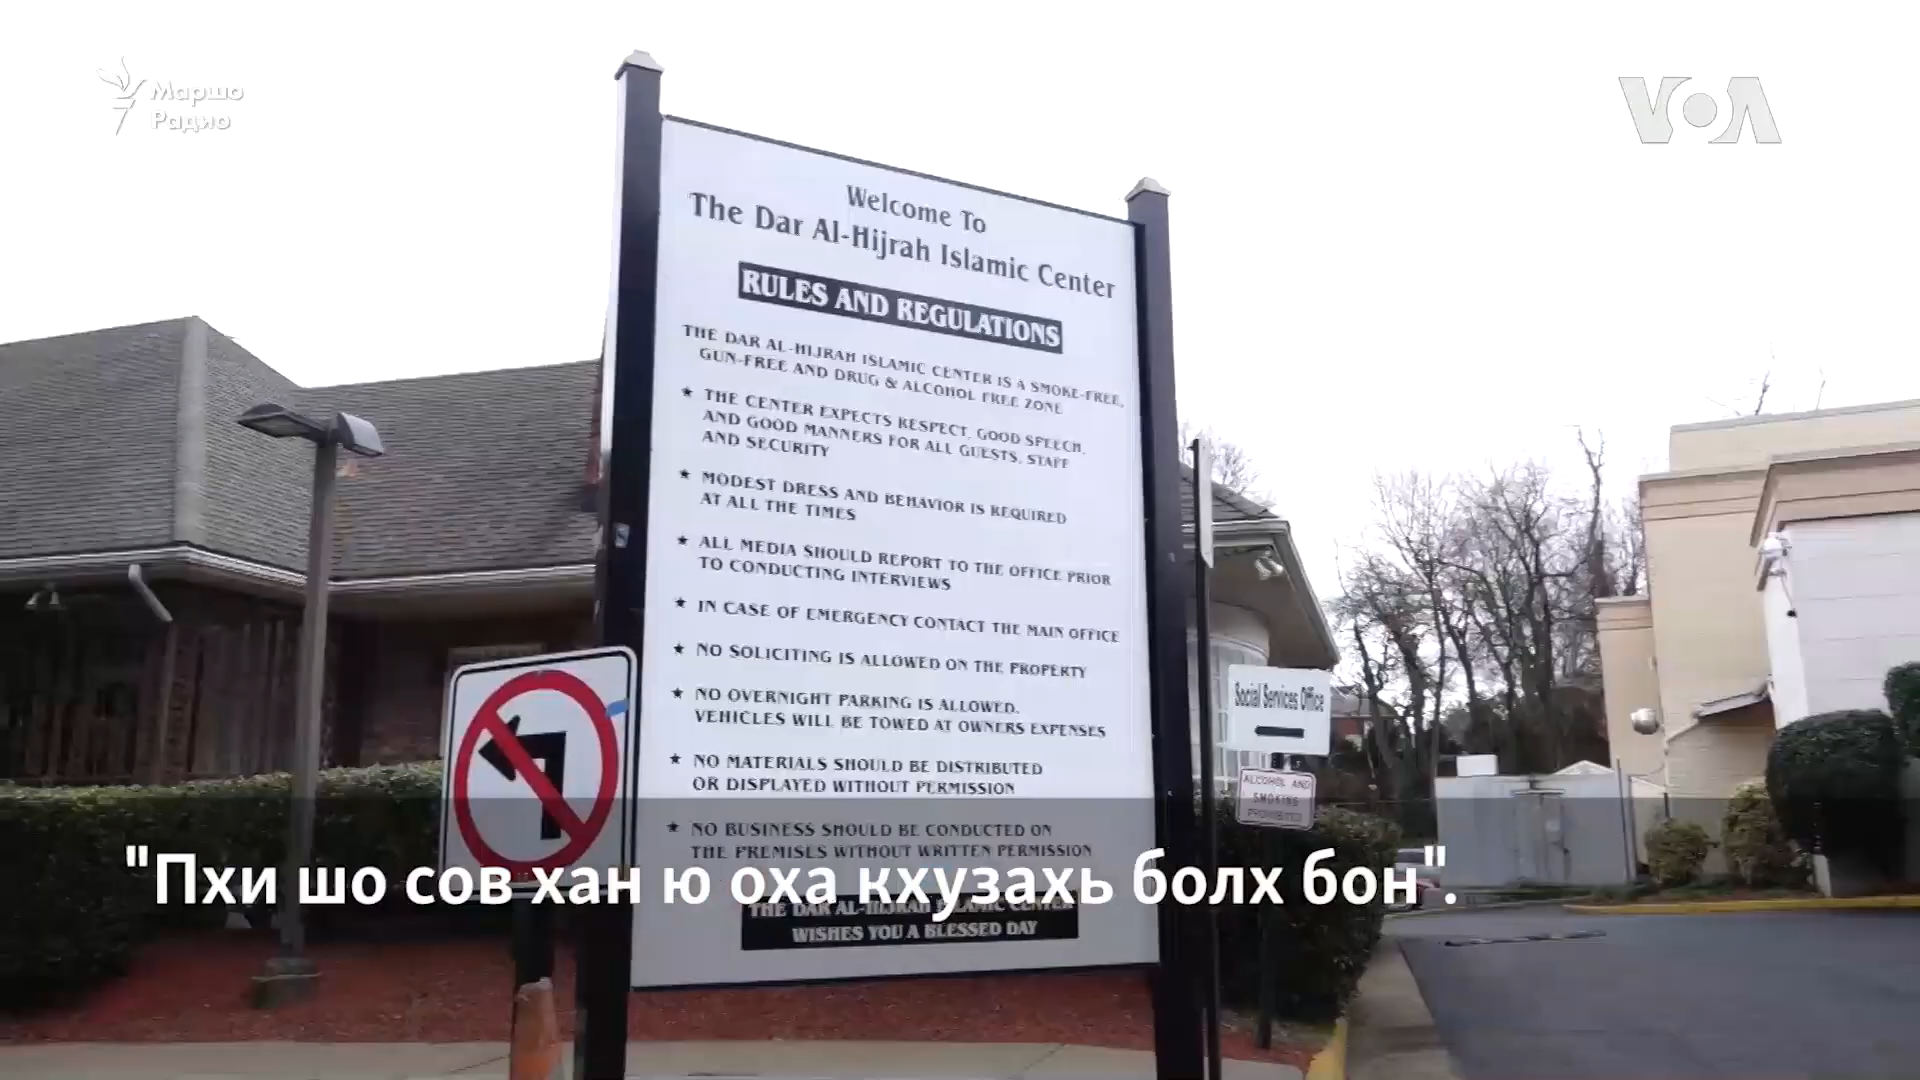 Маршо
Радио
VOA
Welcome To
The Dar Al-Hijrah Islamic Center
RULES AND REGULATIONS
THE DAR AL-HIJRAH ISLAMIC CENTER IS A SMOKE-FREE,
GUN-FREE AND DRUG & ALCOHOL FREE ZONE
★ THE CENTER EXPECTS RESPECT, GOOD SPEECH,
AND GOOD MANNERS FOR ALL GUESTS, STAFF
AND SECURITY
★ MODEST DRESS AND BEHAVIOR IS REQUIRED
AT ALL THE TIMES
★ ALL MEDIA SHOULD REPORT TO THE OFFICE PRIOR
TO CONDUCTING INTERVIEWS
★ IN CASE OF EMERGENCY CONTACT THE MAIN OFFICE
★ NO SOLICITING IS ALLOWED ON THE PROPERTY
★ NO OVERNIGHT PARKING IS ALLOWED.
VEHICLES WILL BE TOWED AT OWNERS EXPENSES
★ NO MATERIALS SHOULD BE DISTRIBUTED
OR DISPLAYED WITHOUT PERMISSION
★ NO BUSINESS SHOULD BE CONDUCTED ON
THE PREMISES WITHOUT WRITTEN PERMISSION
THE DAR AL-HIJRAH ISLAMIC CENTER
WISHES YOU A BLESSED DAY
Social Services Office
ALCOHOL AND
SMOKING
PROHIBITED
"Пхи шо сов хан ю оха кхузахь болх бон".